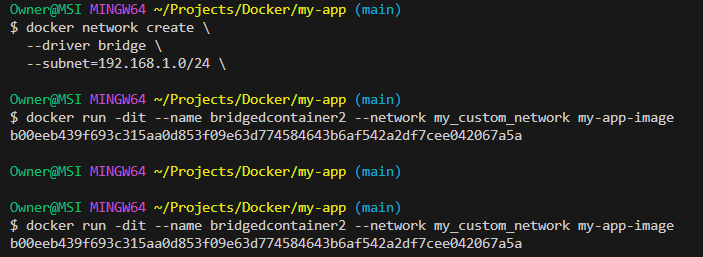 Owner@MSI MINGW64 ~/Projects/Docker/my-app (main)
$ docker network create \
  --driver bridge \
  --subnet=192.168.1.0/24 \
Owner@MSI MINGW64 ~/Projects/Docker/my-app (main)
$ docker run -dit --name bridgedcontainer2 --network my_custom_network my-app-image
b00eeb439f693c315aa0d853f09e63d774584643b6af542a2df7cee042067a5a
Owner@MSI MINGW64 ~/Projects/Docker/my-app (main)
Owner@MSI MINGW64 ~/Projects/Docker/my-app (main)
$ docker run -dit --name bridgedcontainer2 --network my_custom_network my-app-image
b00eeb439f693c315aa0d853f09e63d774584643b6af542a2df7cee042067a5a